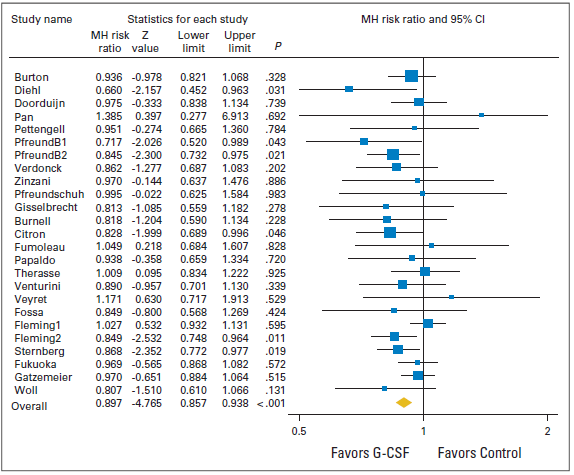 Study name Statistics for each study MH risk ratio and 95% CI
MH risk Z Lower Upper
ratio value limit limit P
Burton 0.936 -0.978 0.821 1.068 .328
Diehl 0.660 -2.157 0.452 0.963 .031
Doorduijn 0.975 -0.333 0.838 1.134 .739
Pan 1.385 0.397 0.277 6.913 .692
Pettengell 0.951 -0.274 0.665 1.360 .784
PfreundB1 0.717 -2.026 0.520 0.989 .043
PfreundB2 0.845 -2.300 0.732 0.975 .021
Verdonck 0.862 -1.277 0.687 1.083 .202
Zinzani 0.970 -0.144 0.637 1.476 .886
Pfreundschuh 0.995 -0.022 0.625 1.584 .983
Gisselbrecht 0.813 -1.085 0.559 1.182 .278
Burnell 0.818 -1.204 0.590 1.134 .228
Citron 0.828 -1.999 0.689 0.996 .046
Fumoleau 1.049 0.218 0.684 1.607 .828
Papaldo 0.938 -0.358 0.659 1.334 .720
Therasse 1.009 0.095 0.834 1.222 .925
Venturini 0.890 -0.957 0.701 1.130 .339
Veyret 1.171 0.630 0.717 1.913 .529
Fossa 0.849 -0.800 0.568 1.269 .424
Fleming1 1.027 0.532 0.932 1.131 .595
Fleming2 0.849 -2.532 0.748 0.964 .011
Sternberg 0.868 -2.352 0.772 0.977 .019
Fukuoka 0.969 -0.565 0.868 1.082 .572
Gatzemeier 0.970 -0.651 0.884 1.064 .515
Woll 0.807 -1.510 0.610 1.066 .131
Overall 0.897 -4.765 0.857 0.938 <.001
0.5 1 2
Favors G-CSF Favors Control